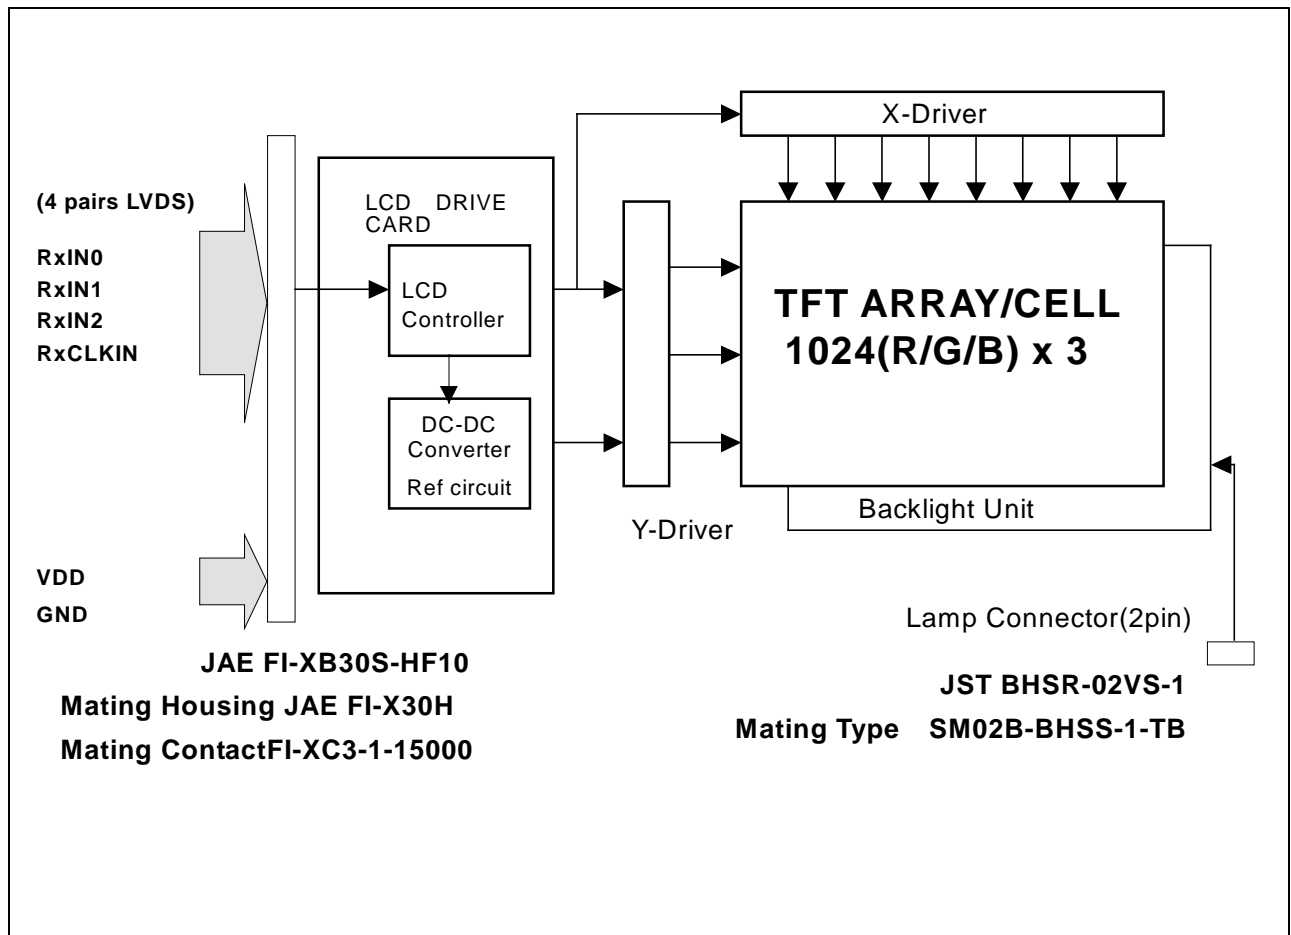 X-Driver
(4 pairs LVDS)
RxIN0
RxIN1
RxIN2
RxCLKIN
LCD DRIVE
CARD
LCD
Controller
DC-DC
Converter
Ref circuit
TFT ARRAY/CELL
1024(R/G/B) x 3
Backlight Unit
Y-Driver
VDD
GND
Lamp Connector(2pin)
JAE FI-XB30S-HF10
Mating Housing JAE FI-X30H
Mating ContactFI-XC3-1-15000
JST BHSR-02VS-1
Mating Type SM02B-BHSS-1-TB